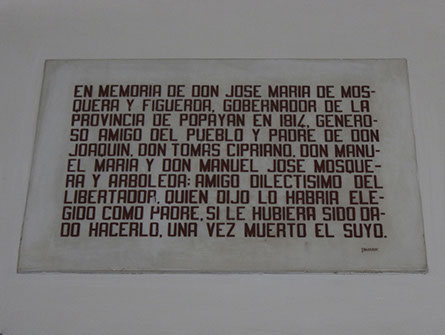 EN MEMORIA DE DON JOSE MARIA DE MOS-
QUERA Y FIGUEROA, GOBERNADOR DE LA
PROVINCIA DE POPAYAN EN 1814, GENERO-
SO AMIGO DEL PUEBLO Y PADRE DE DON
JOAQUIN, DON TOMAS CIPRIANO, DON MANU-
EL MARIA Y DON MANUEL JOSE MOSQUE-
RA Y ARBOLEDA: AMIGO DILECTISIMO DEL
LIBERTADOR, QUIEN DIJO LO HABRIA ELE-
GIDO COMO PADRE, SI LE HUBIERA SIDO DA-
DO HACERLO, UNA VEZ MUERTO EL SUYO.